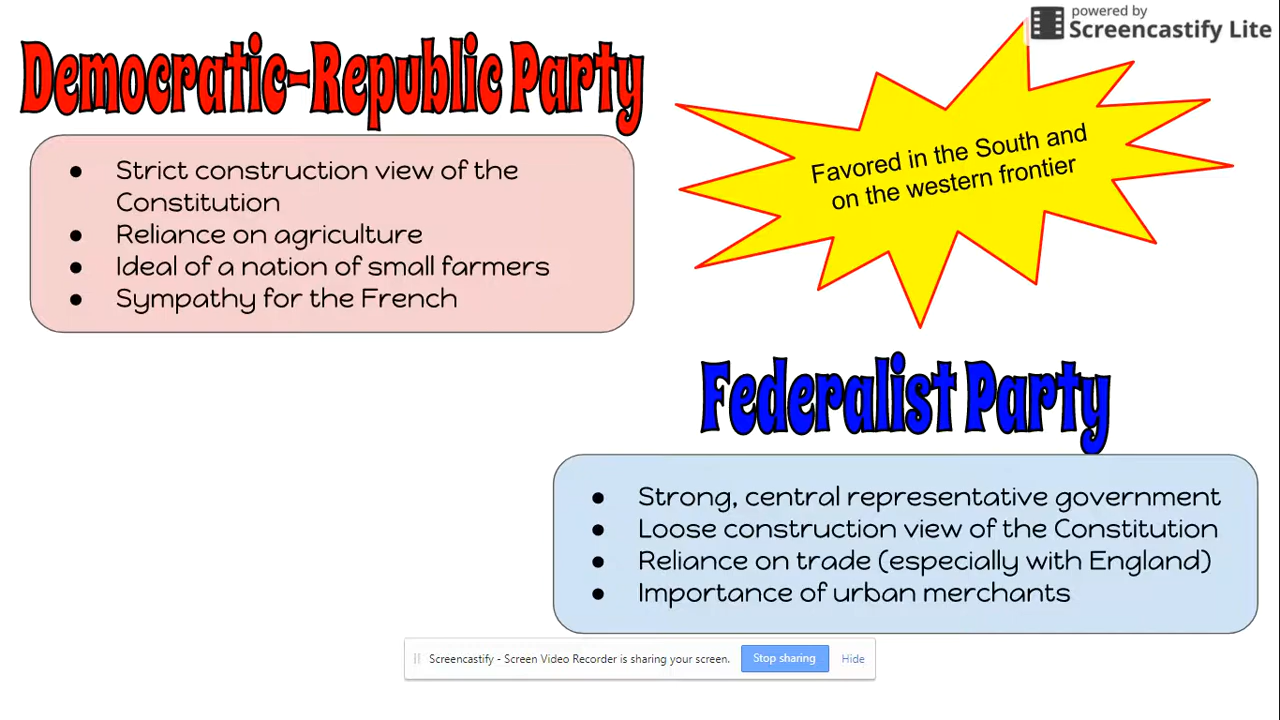 powered by
Screencastify Lite
Democratic-Republic Party
● Strict construction view of the
Constitution
● Reliance on agriculture
● Ideal of a nation of small farmers
● Sympathy for the French
Favored in the South and
on the western frontier
Federalist Party
● Strong, central representative government
● Loose construction view of the Constitution
● Reliance on trade (especially with England)
● Importance of urban merchants
Screencastify - Screen Video Recorder is sharing your screen. Stop sharing Hide